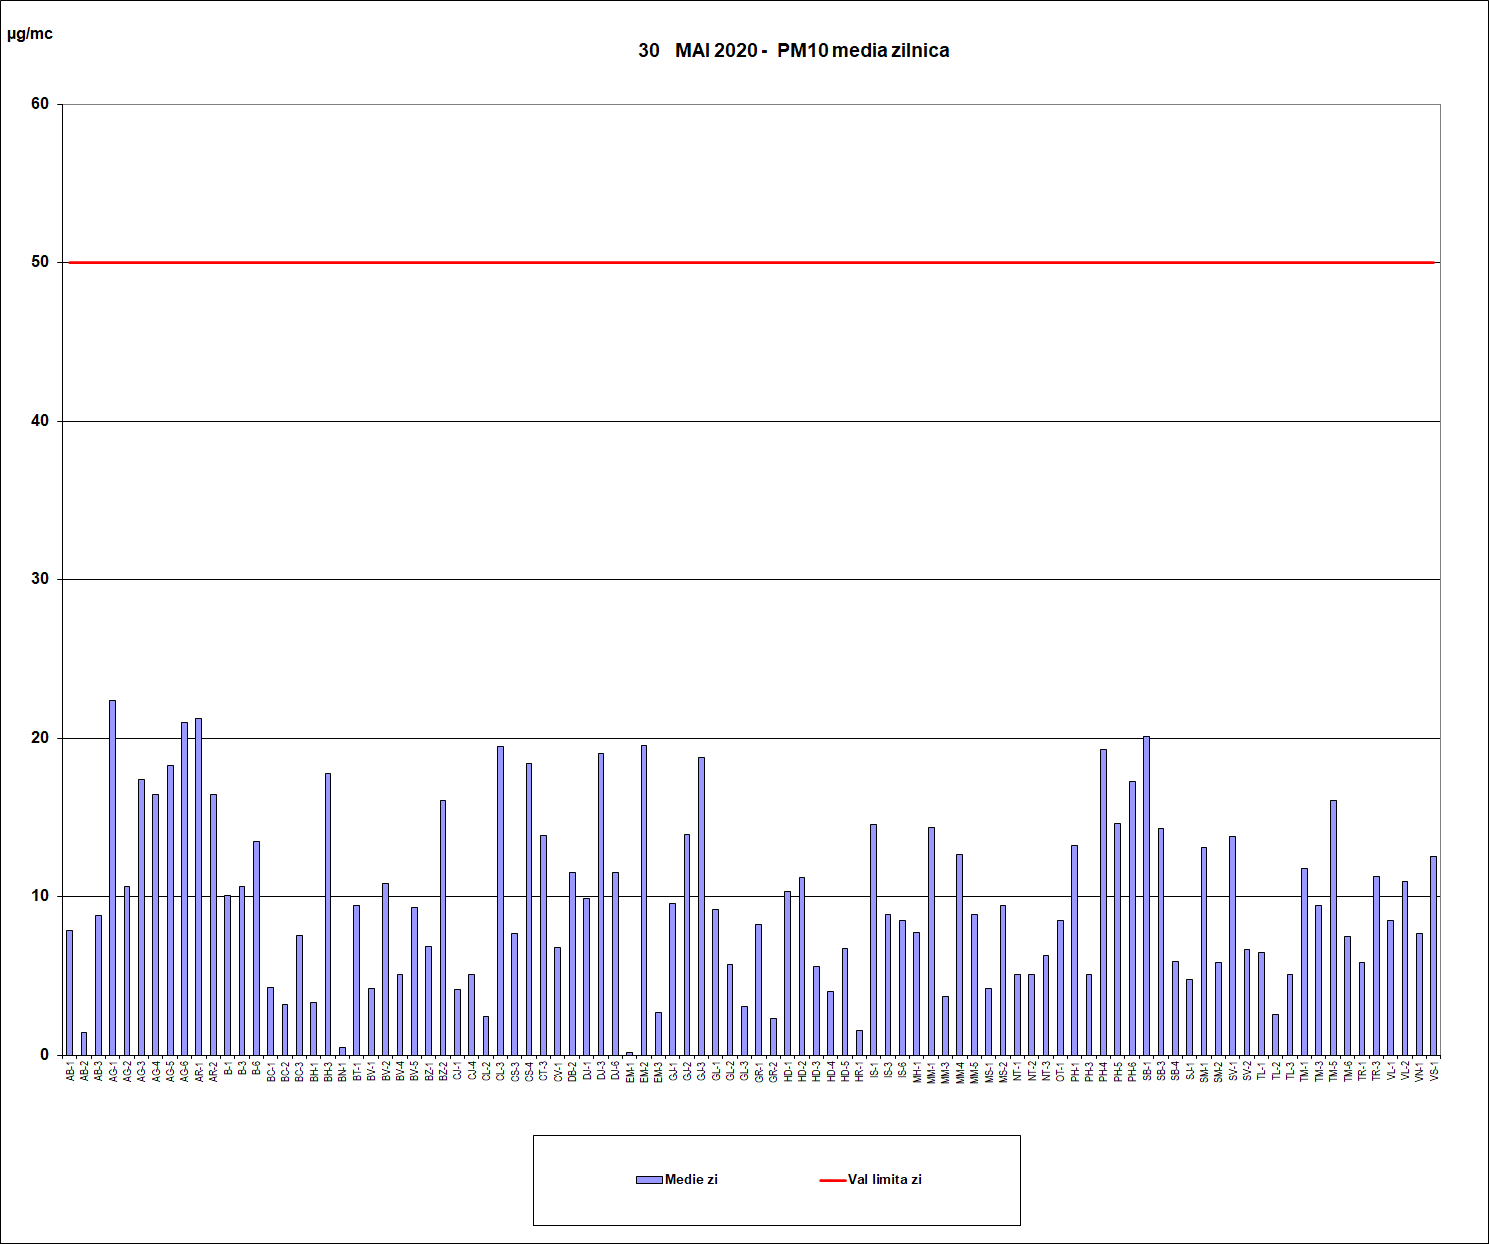 µg/mc
30 MAI 2020 - PM10 media zilnica
60
50
40
30
20
10
0
AB-1 AB-2 AB-3 AG-1 AG-2 AG-3 AG-4 AG-5 AG-6 AR-1 AR-2 B-1 B-3 B-6 BC-1 BC-2 BC-3 BH-1 BH-3 BN-1 BT-1 BV-1 BV-2 BV-4 BV-5 BZ-1 BZ-2 CJ-1 CJ-4 CL-2 CL-3 CS-3 CS-4 CT-3 CV-1 DB-2 DJ-1 DJ-3 DJ-6 EM-1 EM-2 EM-3 GJ-1 GJ-2 GJ-3 GL-1 GL-2 GL-3 GR-1 GR-2 HD-1 HD-2 HD-3 HD-4 HD-5 HR-1 IS-1 IS-3 IS-6 MH-1 MM-1 MM-3 MM-4 MM-5 MS-1 MS-2 NT-1 NT-2 NT-3 OT-1 PH-1 PH-3 PH-4 PH-5 PH-6 SB-1 SB-3 SB-4 SJ-1 SM-1 SM-2 SV-1 SV-2 TL-1 TL-2 TL-3 TM-1 TM-3 TM-5 TM-6 TR-1 TR-3 VL-1 VL-2 VN-1 VS-1
Medie zi Val limita zi